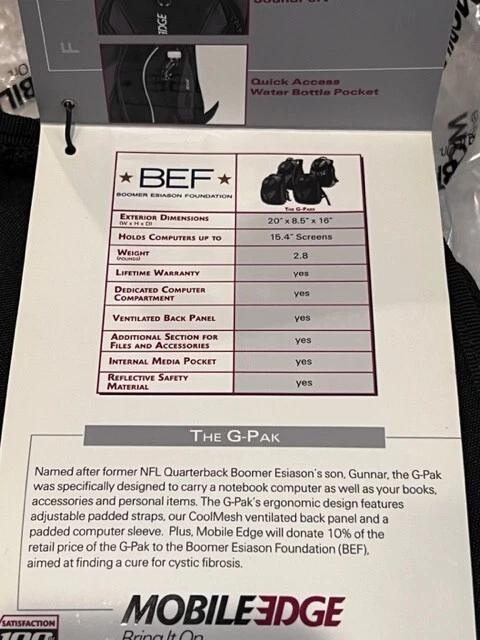 MOBILE EDGE
Quick Access
Water Bottle Pocket
★ BEF ★
BOOMER ESIASON FOUNDATION
THE G-PAK
EXTERIOR DIMENSIONS
(W x H x D)
20" x 8.5" x 16"
HOLDS COMPUTERS UP TO
15.4" Screens
WEIGHT
(POUNDS)
2.8
LIFETIME WARRANTY
yes
DEDICATED COMPUTER
COMPARTMENT
yes
VENTILATED BACK PANEL
yes
ADDITIONAL SECTION FOR
FILES AND ACCESSORIES
yes
INTERNAL MEDIA POCKET
yes
REFLECTIVE SAFETY
MATERIAL
yes
THE G-PAK
Named after former NFL Quarterback Boomer Esiason's son, Gunnar, the G-Pak
was specifically designed to carry a notebook computer as well as your books,
accessories and personal items. The G-Pak's ergonomic design features
adjustable padded straps, our CoolMesh ventilated back panel and a
padded computer sleeve. Plus, Mobile Edge will donate 10% of the
retail price of the G-Pak to the Boomer Esiason Foundation (BEF),
aimed at finding a cure for cystic fibrosis.
MOBILE EDGE
Bring It On
SATISFACTION
100%